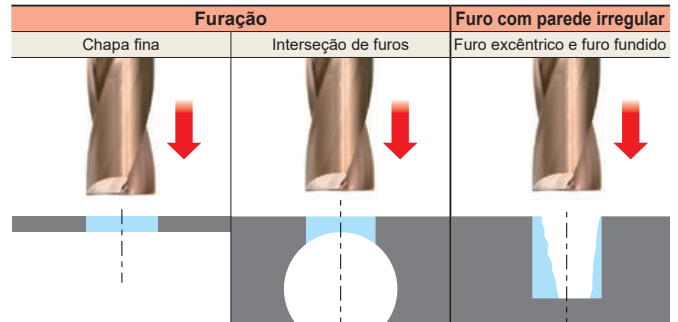 Furação
Furo com parede irregular
Chapa fina
Interseção de furos
Furo excêntrico e furo fundido